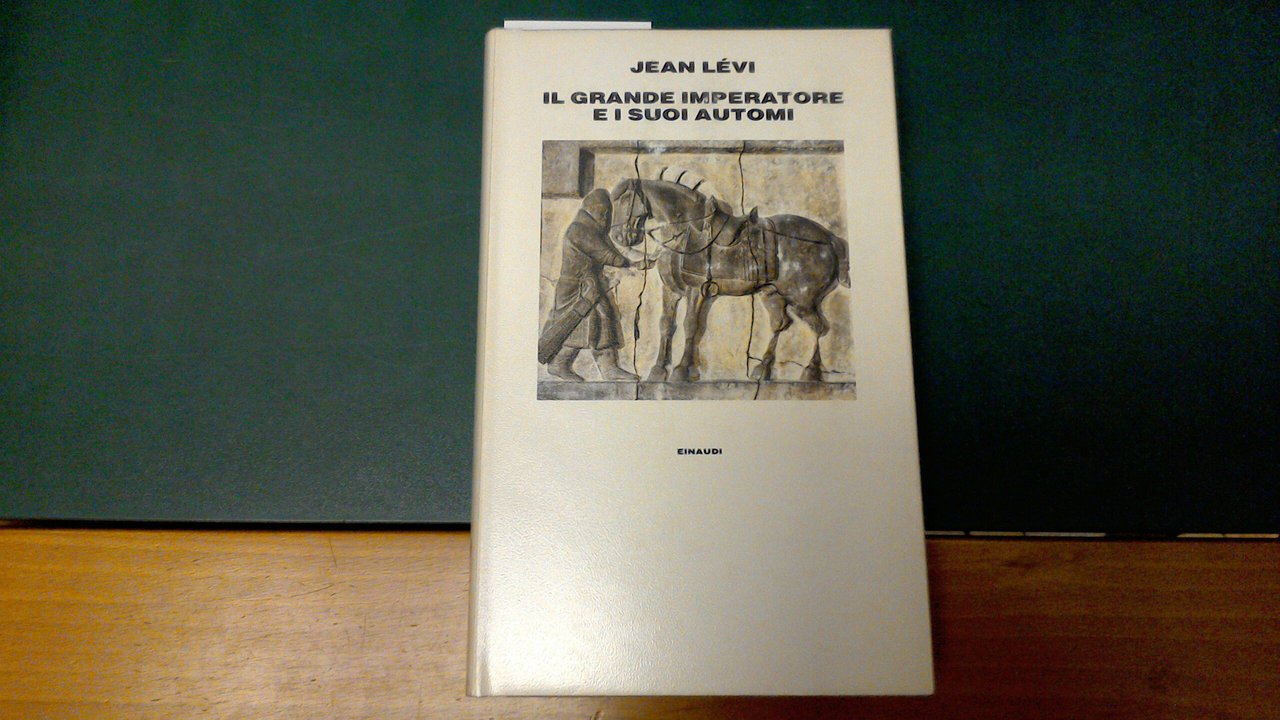 JEAN LÉVI
IL GRANDE IMPERATORE
E I SUOI AUTOMI
EINAUDI